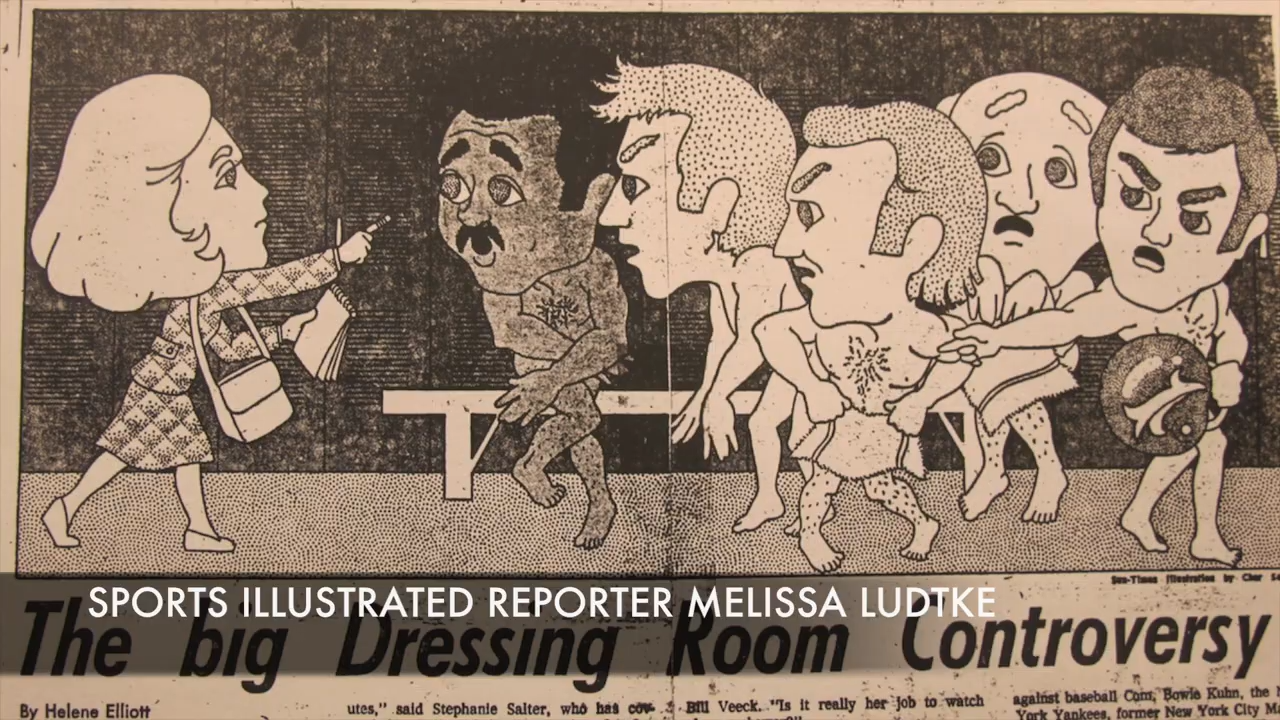 Sun-Times Illustration by Cher
SPORTS ILLUSTRATED REPORTER MELISSA LUDTKE
The big Dressing Room Controversy
By Helene Elliott
utes," said Stephanie Salter, who has cov-
Bill Veeck. "Is it really her job to watch
against baseball Com. Bowie Kuhn, the
York Yankees, former New York City